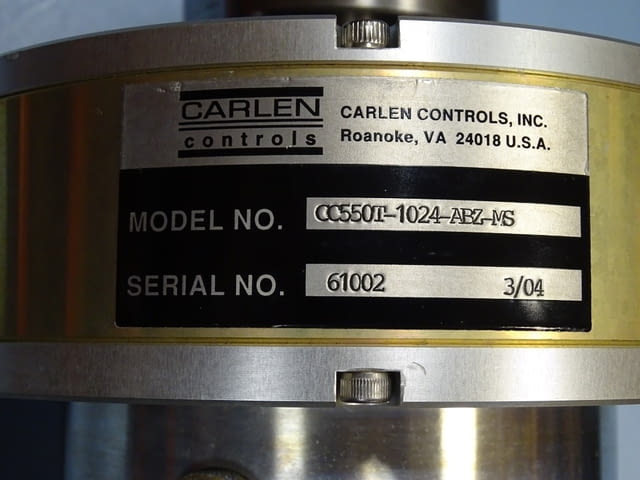 CARLEN
controls
CARLEN CONTROLS, INC.
Roanoke, VA 24018 U.S.A.
MODEL NO. CC550T-1024-ABZ-MS
SERIAL NO. 61002 3/04